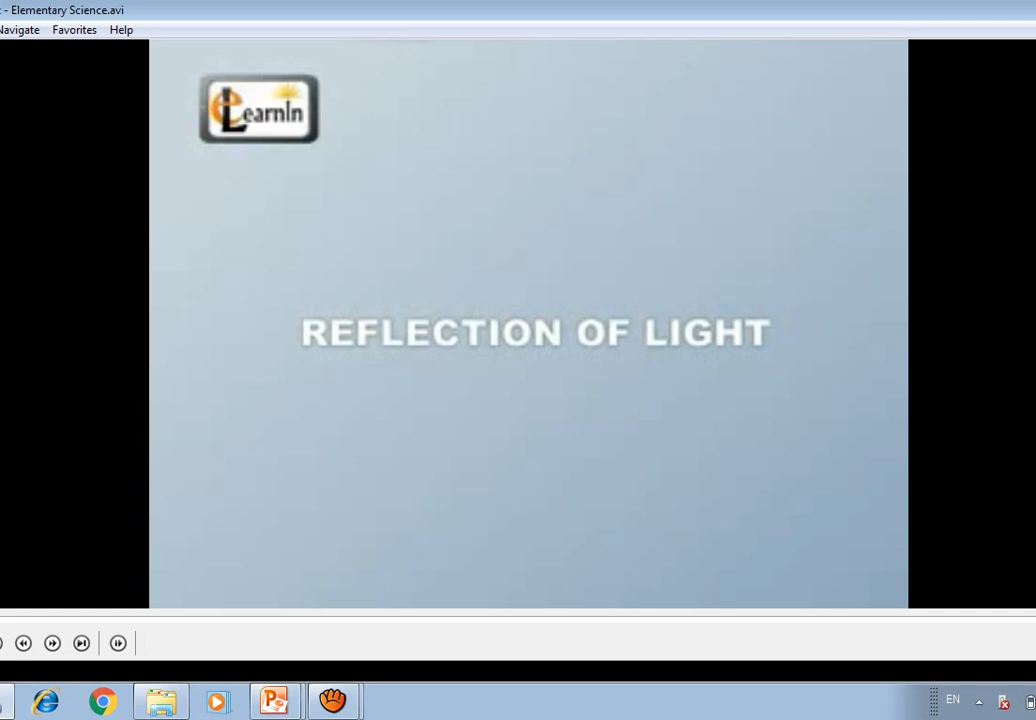 - Elementary Science.avi
Navigate Favorites Help
eLearnIn
REFLECTION OF LIGHT
EN